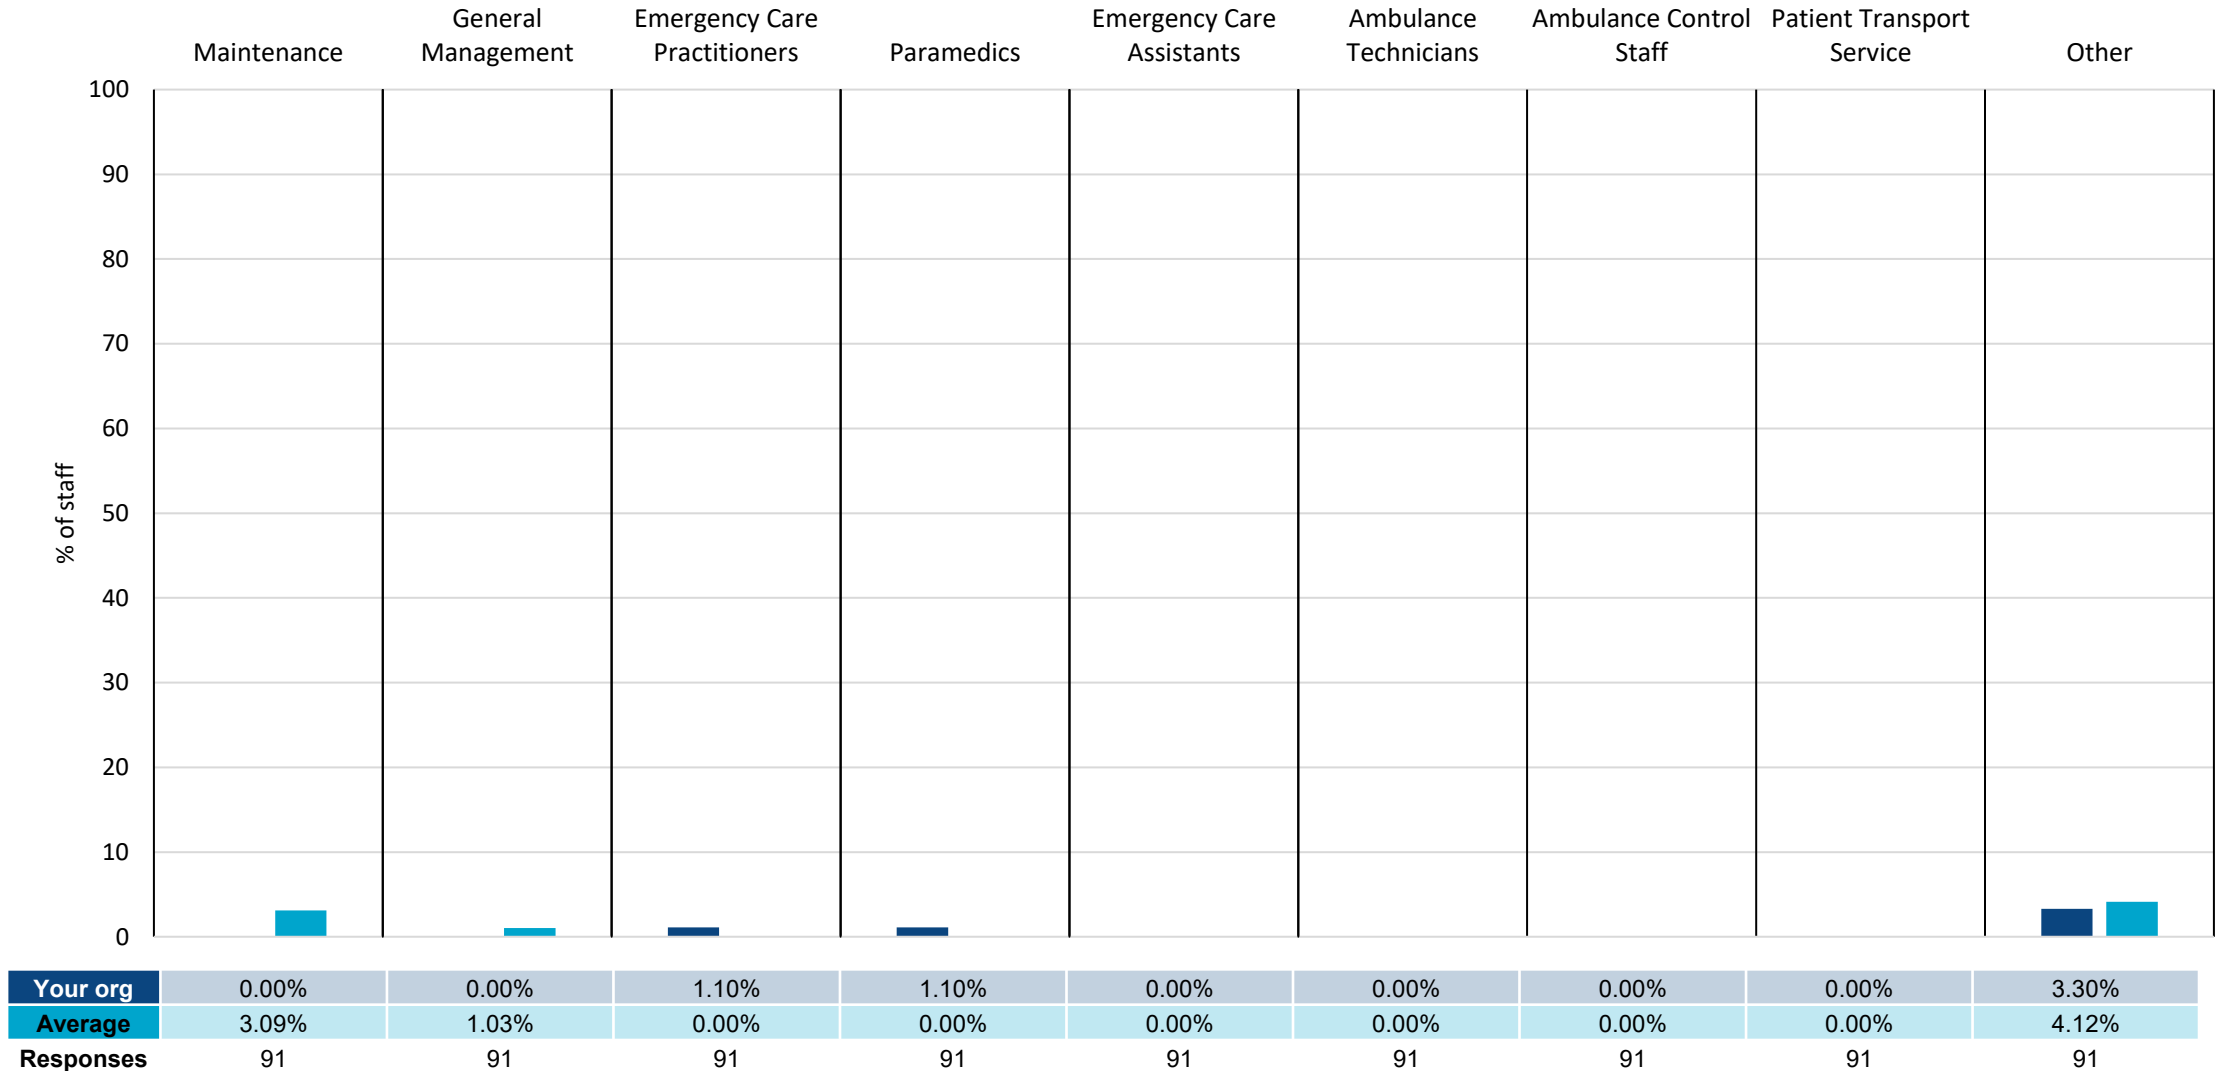 Maintenance
General
Management
Emergency Care
Practitioners
Paramedics
Emergency Care
Assistants
Ambulance
Technicians
Ambulance Control
Staff
Patient Transport
Service
Other
% of staff
100
90
80
70
60
50
40
30
20
10
0
Your org 0.00% 0.00% 1.10% 1.10% 0.00% 0.00% 0.00% 0.00% 3.30%
Average 3.09% 1.03% 0.00% 0.00% 0.00% 0.00% 0.00% 0.00% 4.12%
Responses 91 91 91 91 91 91 91 91 91